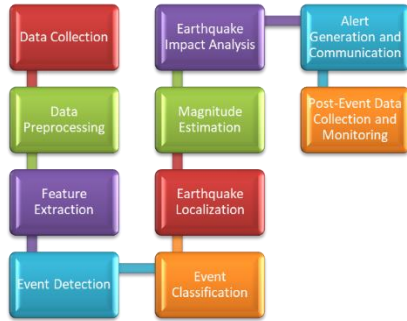 Data Collection
Data
Preprocessing
Feature
Extraction
Event Detection
Event
Classification
Earthquake
Localization
Magnitude
Estimation
Earthquake
Impact Analysis
Alert
Generation and
Communication
Post-Event Data
Collection and
Monitoring